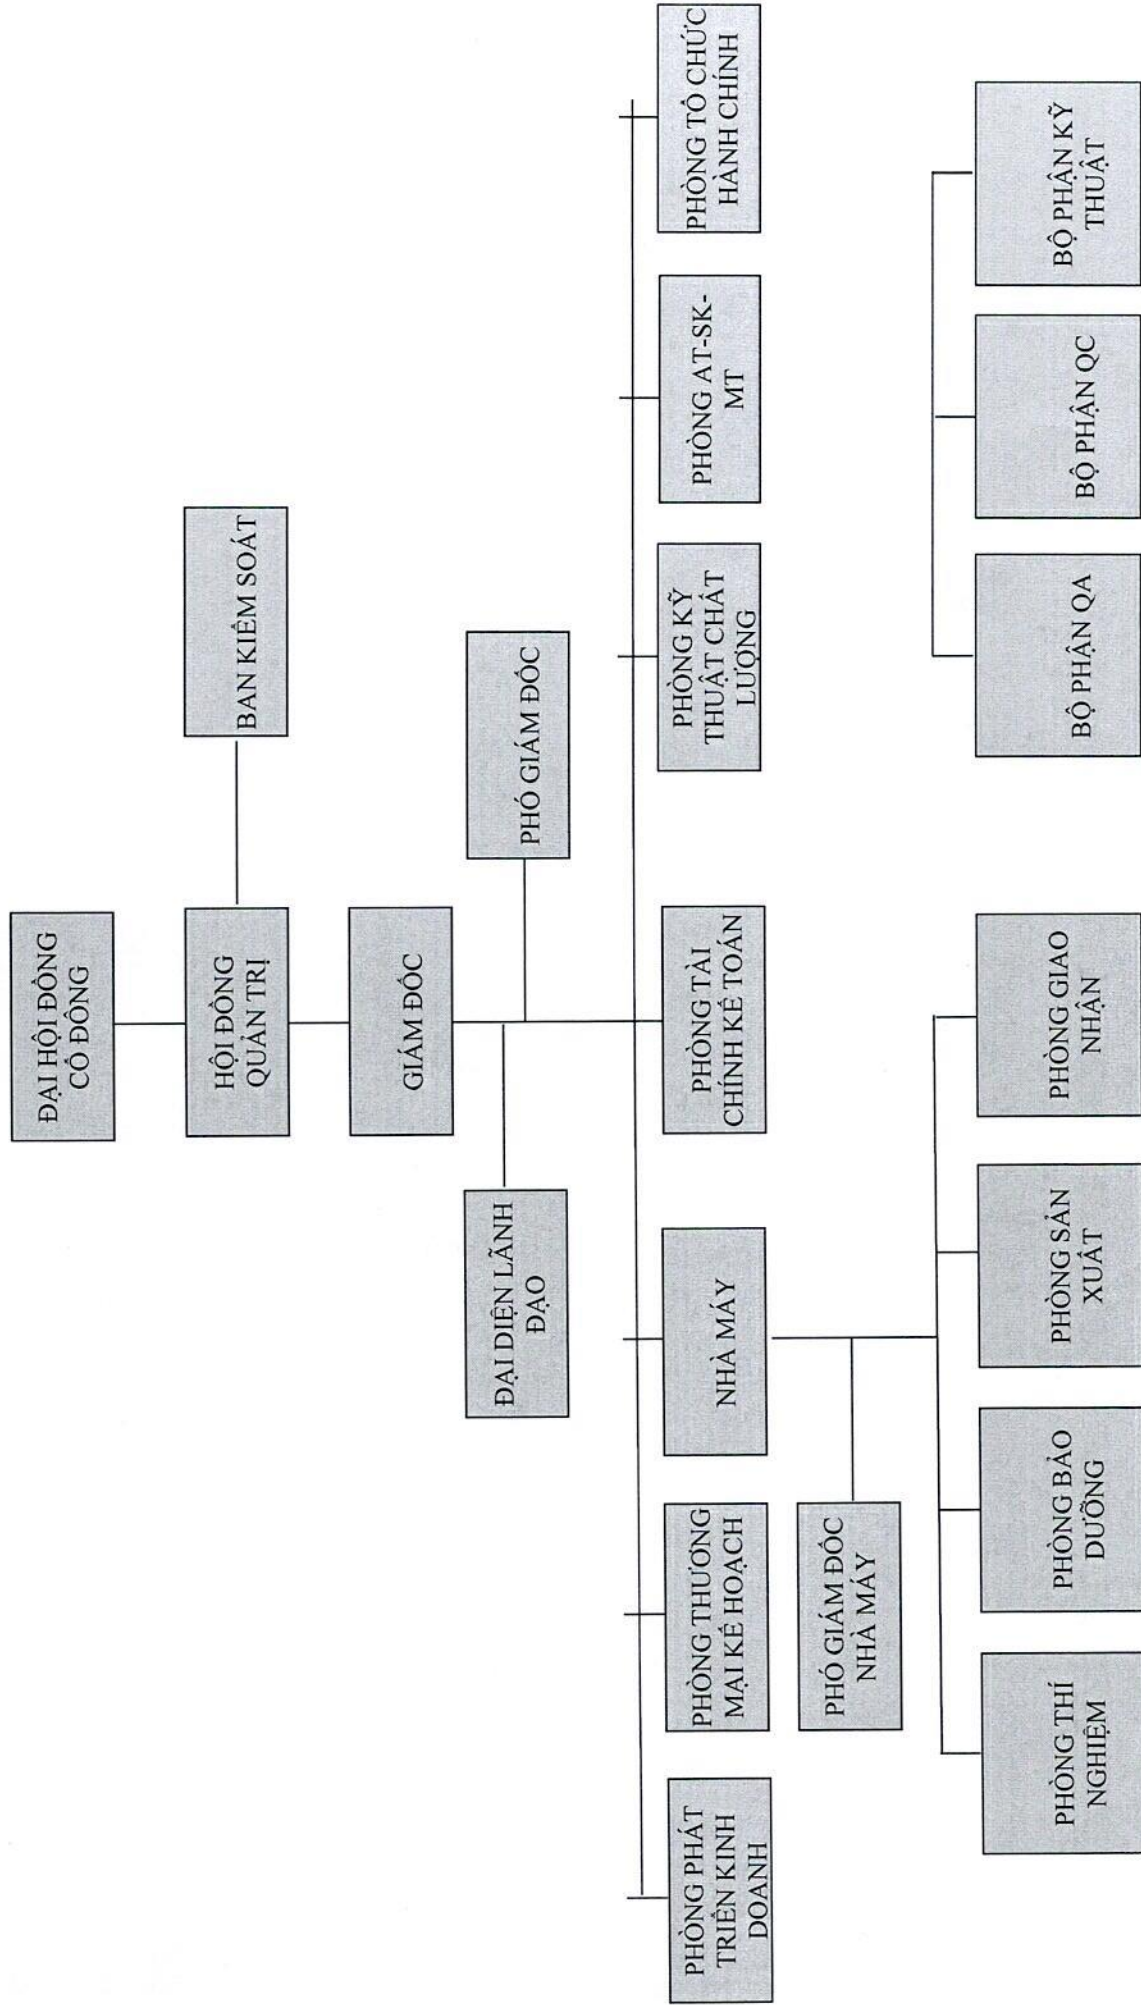 ĐẠI HỘI ĐỒNG
CỔ ĐÔNG
HỘI ĐỒNG
QUẢN TRỊ
BAN KIỂM SOÁT
GIÁM ĐỐC
ĐẠI DIỆN LÃNH
ĐẠO
PHÓ GIÁM ĐỐC
PHÒNG PHÁT
TRIỂN KINH
DOANH
PHÒNG THƯƠNG
MẠI KẾ HOẠCH
NHÀ MÁY
PHÒNG TÀI
CHÍNH KẾ TOÁN
PHÒNG KỸ
THUẬT CHẤT
LƯỢNG
PHÒNG AT-SK-
MT
PHÒNG TỔ CHỨC
HÀNH CHÍNH
PHÓ GIÁM ĐỐC
NHÀ MÁY
PHÒNG THÍ
NGHIỆM
PHÒNG BẢO
DƯỠNG
PHÒNG SẢN
XUẤT
PHÒNG GIAO
NHẬN
BỘ PHẬN QA
BỘ PHẬN QC
BỘ PHẬN KỸ
THUẬT